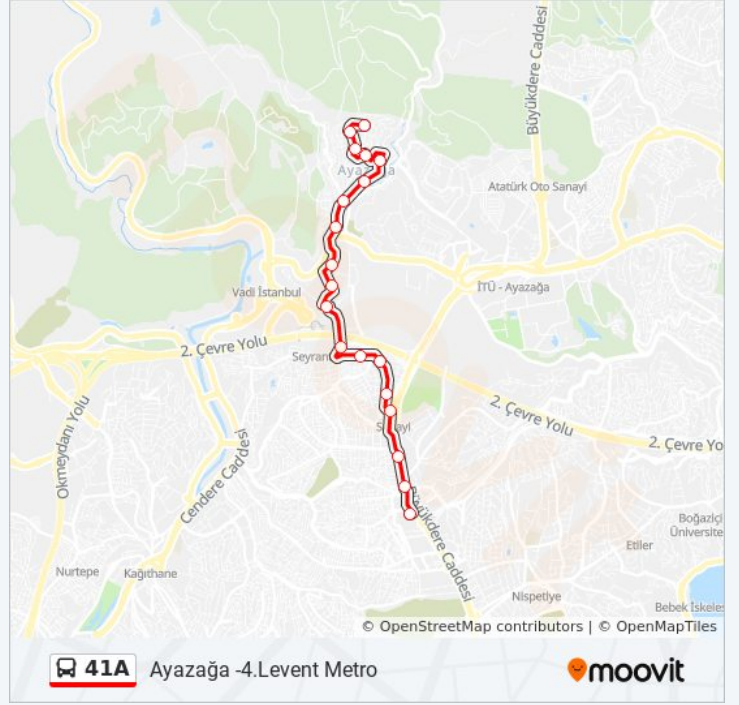 Büyükdere Caddesi
Atatürk Oto Sanayi
Vadi İstanbul
İTÜ - Ayazağa
2. Çevre Yolu
Seyran
2. Çevre Yolu
2. Çevre Yo
Okmeydanı Yolu
Cendere Caddesi
Büyükdere Caddesi
Boğaziçi
Üniversite
Etiler
Nurtepe
Kağıthane
Nispetiye
Bebek İskeles
© OpenStreetMap contributors | © OpenMapTiles
41A Ayazağa -4.Levent Metro
moovit